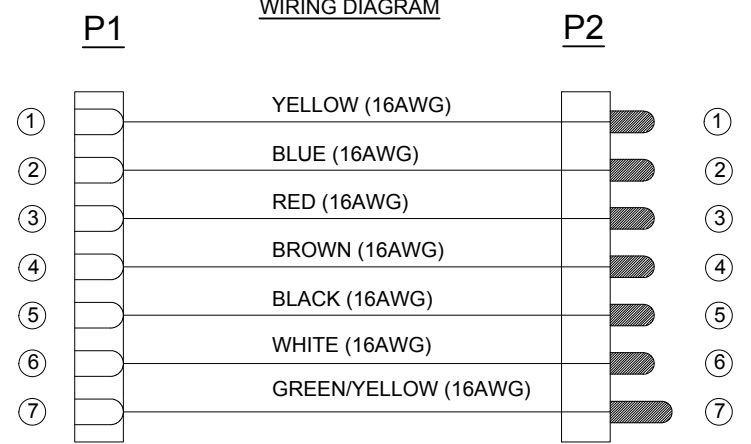 WIRING DIAGRAM
P1 P2
1 YELLOW (16AWG) 1
2 BLUE (16AWG) 2
3 RED (16AWG) 3
4 BROWN (16AWG) 4
5 BLACK (16AWG) 5
6 WHITE (16AWG) 6
7 GREEN/YELLOW (16AWG) 7